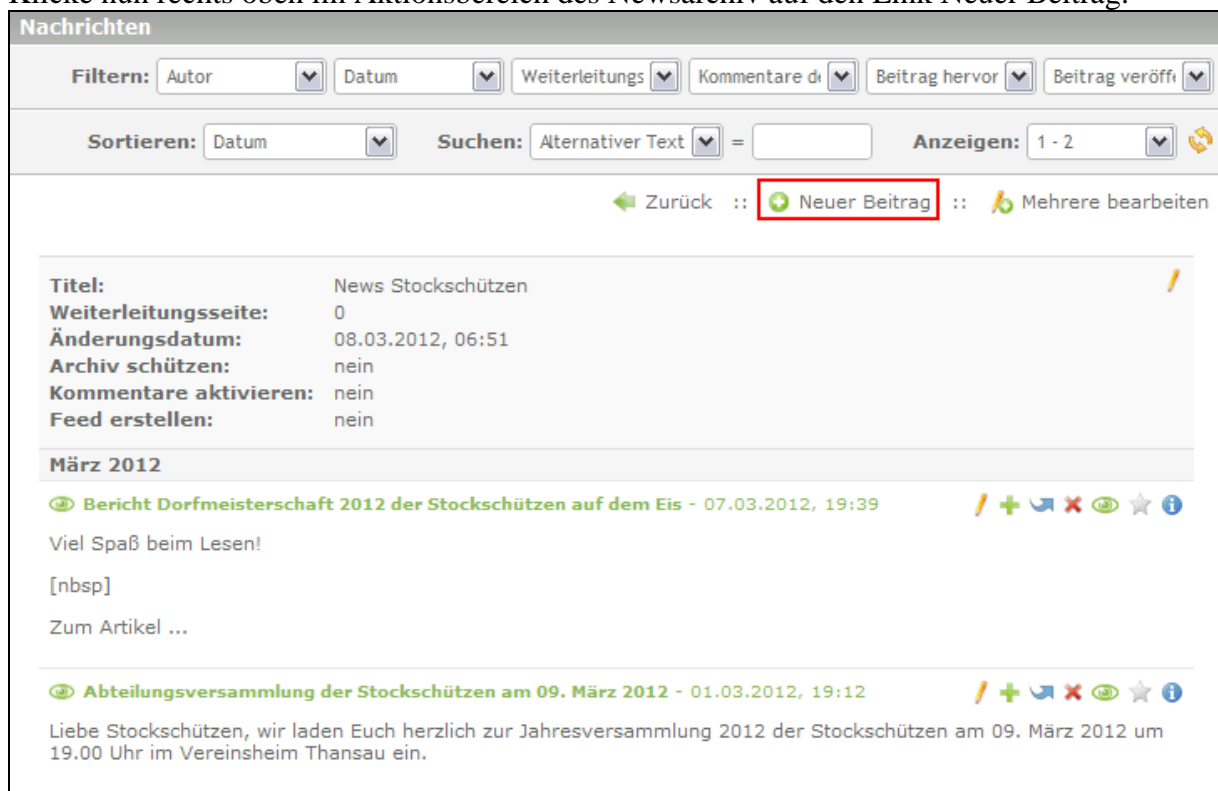 Klicke nun rechts oben im Aktionsbereich des Newsarchiv auf den Link Neuer Beitrag:
Nachrichten
Filtern: Autor Datum Weiterleitungs Kommentare de Beitrag hervor Beitrag veröffe
Sortieren: Datum Suchen: Alternativer Text = Anzeigen: 1 - 2
Zurück :: Neuer Beitrag :: Mehrere bearbeiten
Titel: News Stockschützen
Weiterleitungsseite: 0
Änderungsdatum: 08.03.2012, 06:51
Archiv schützen: nein
Kommentare aktivieren: nein
Feed erstellen: nein
März 2012
Bericht Dorfmeisterschaft 2012 der Stockschützen auf dem Eis - 07.03.2012, 19:39
Viel Spaß beim Lesen!
[nbsp]
Zum Artikel ...
Abteilungsversammlung der Stockschützen am 09. März 2012 - 01.03.2012, 19:12
Liebe Stockschützen, wir laden Euch herzlich zur Jahresversammlung 2012 der Stockschützen am 09. März 2012 um
19.00 Uhr im Vereinsheim Thansau ein.